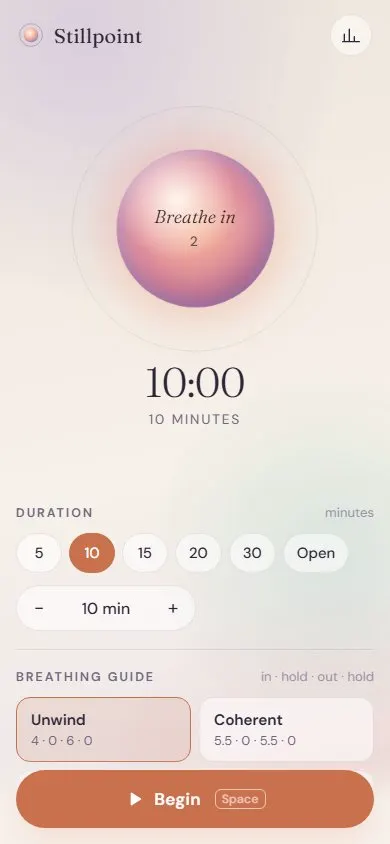 Stillpoint
Breathe in
2
10:00
10 MINUTES
DURATION minutes
5 10 15 20 30 Open
− 10 min +
BREATHING GUIDE in · hold · out · hold
Unwind Coherent
4 · 0 · 6 · 0 5.5 · 0 · 5.5 · 0
Begin Space